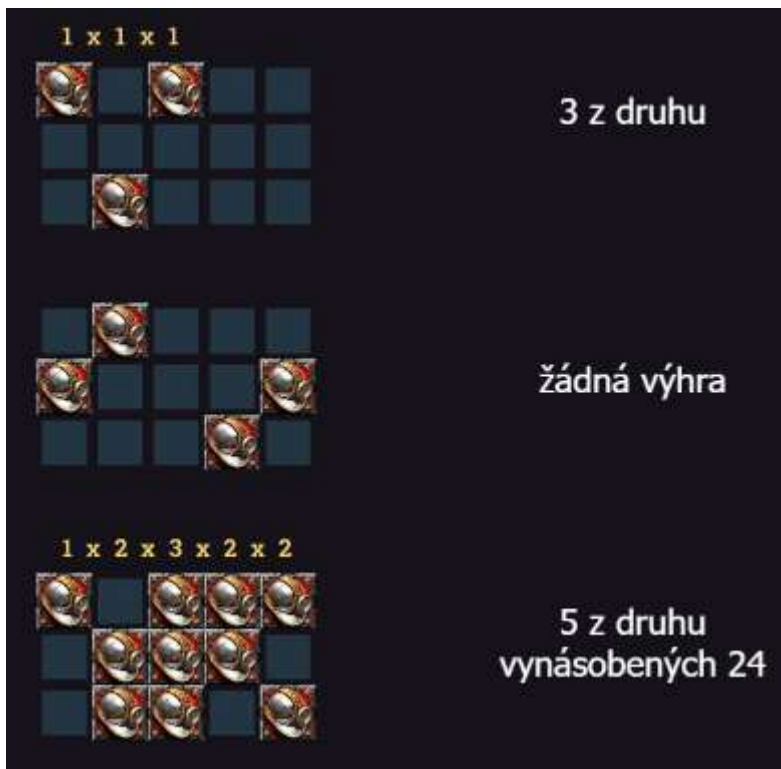 1 x 1 x 1
3 z druhu
žádná výhra
1 x 2 x 3 x 2 x 2
5 z druhu
vynásobených 24